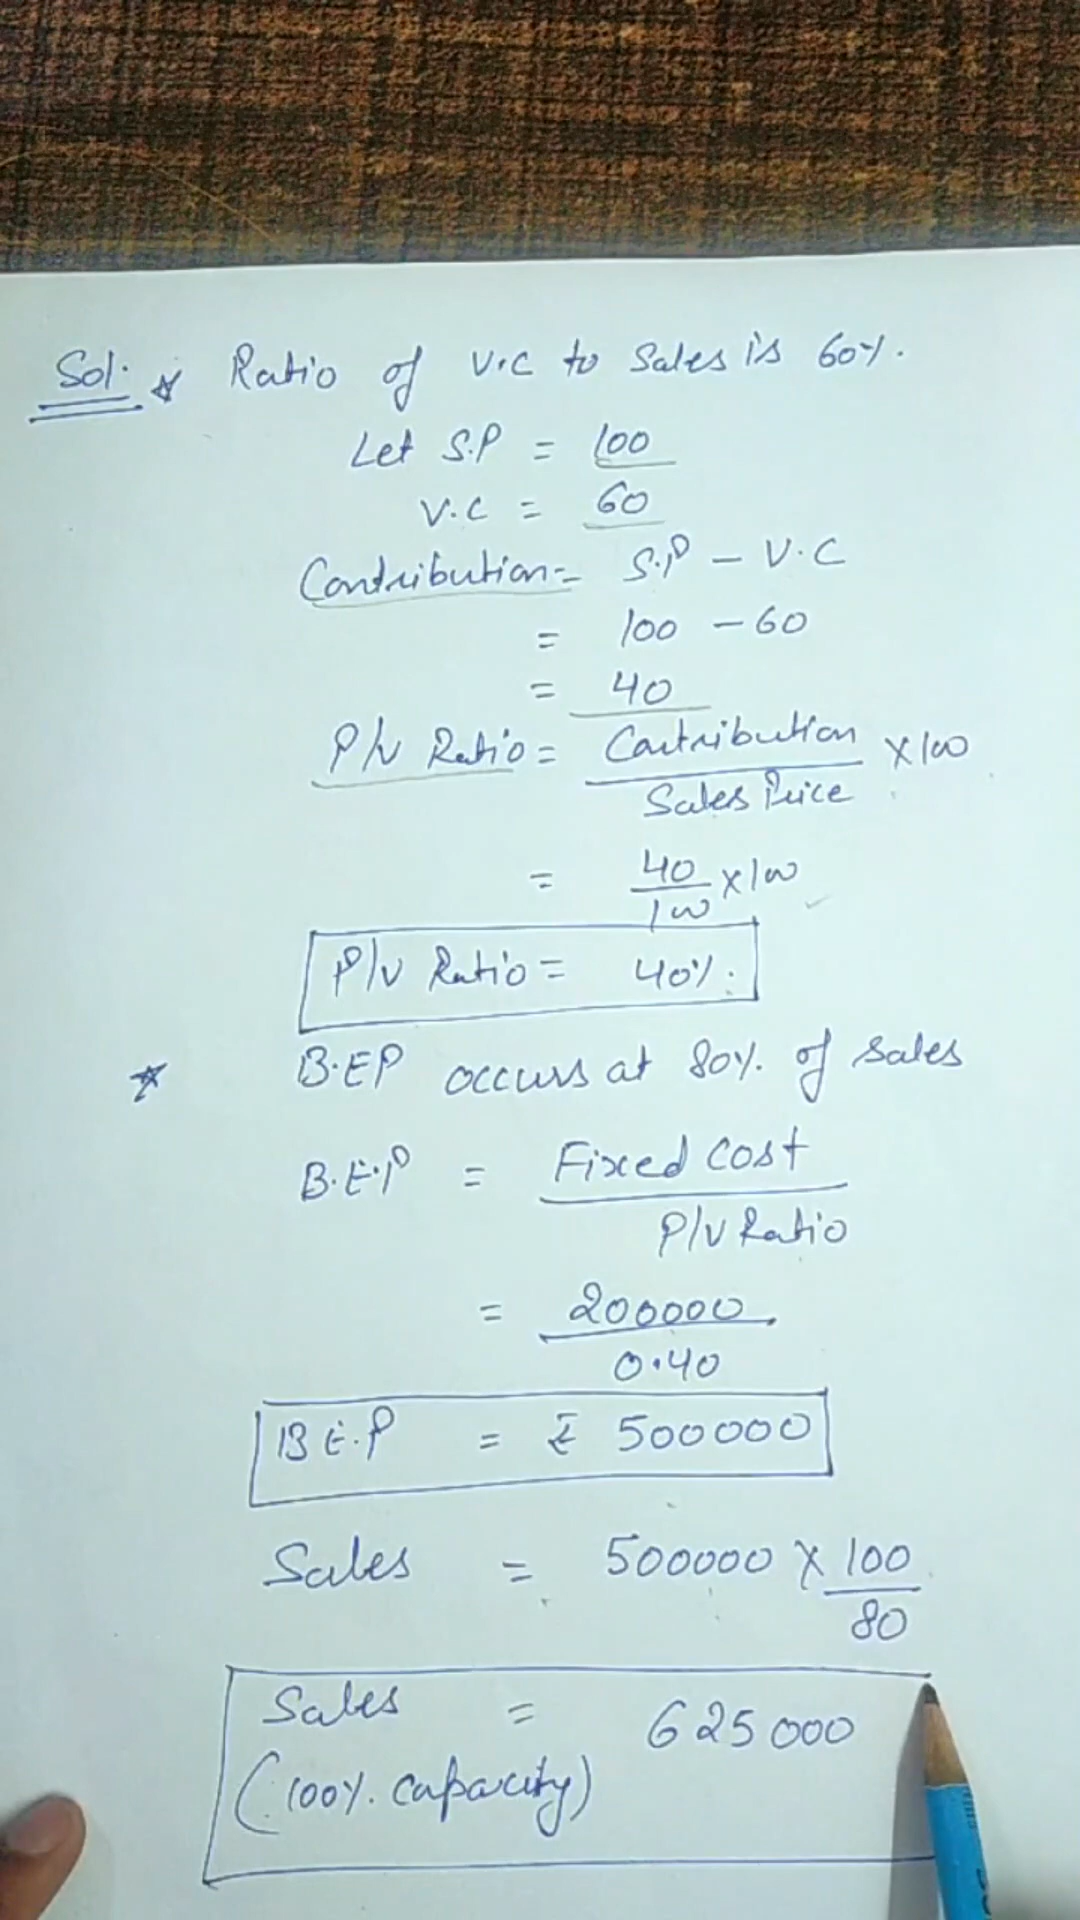 Sol. Ratio of V.C to Sales is 60%.
Let S.P = 100
V.C = 60
Contribution = S.P - V.C
= 100 - 60
= 40
P/V Ratio = Contribution / Sales Price × 100
= 40/100 × 100
P/V Ratio = 40%.
B.EP occurs at 80%. of sales
B.E.P = Fixed Cost / P/V Ratio
= 200000 / 0.40
B E.P = ₹ 500000
Sales = 500000 × 100/80
Sales = 625000
(100%. capacity)